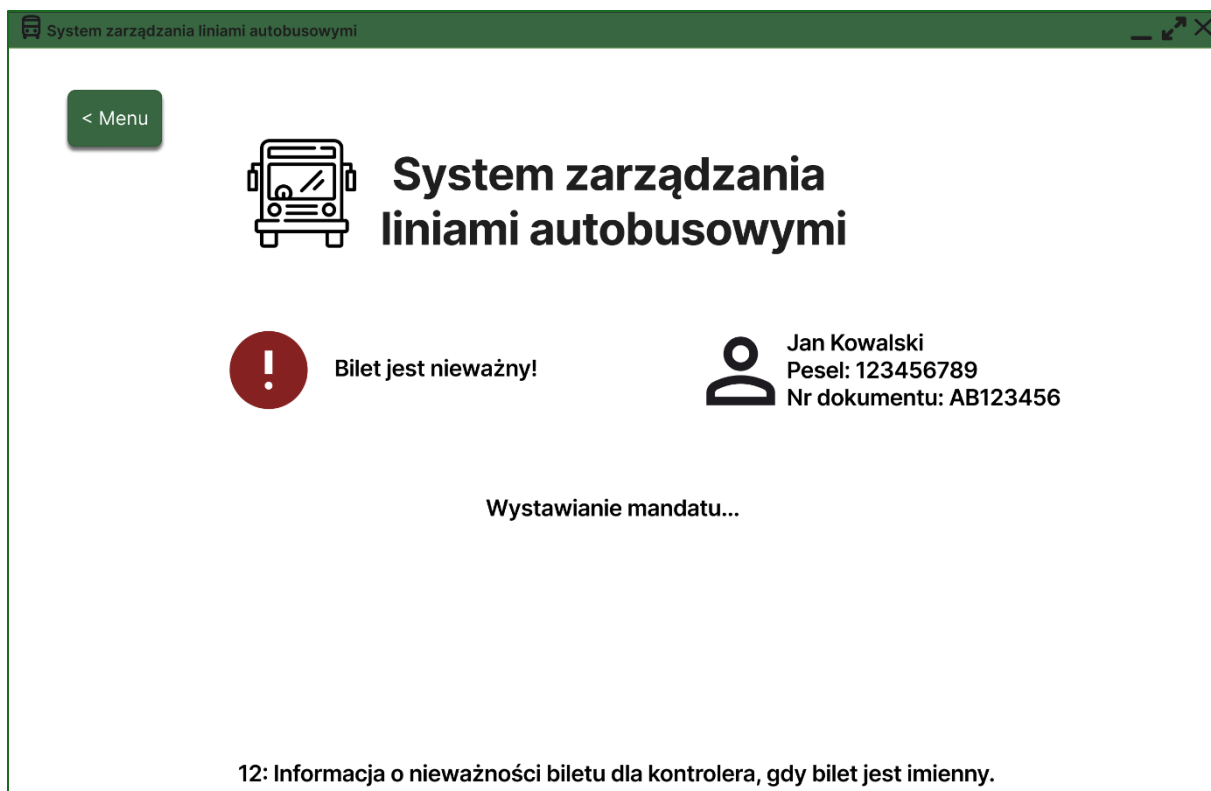 System zarządzania liniami autobusowymi
< Menu
System zarządzania
liniami autobusowymi
Bilet jest nieważny!
Jan Kowalski
Pesel: 123456789
Nr dokumentu: AB123456
Wystawianie mandatu...
12: Informacja o nieważności biletu dla kontrolera, gdy bilet jest imienny.